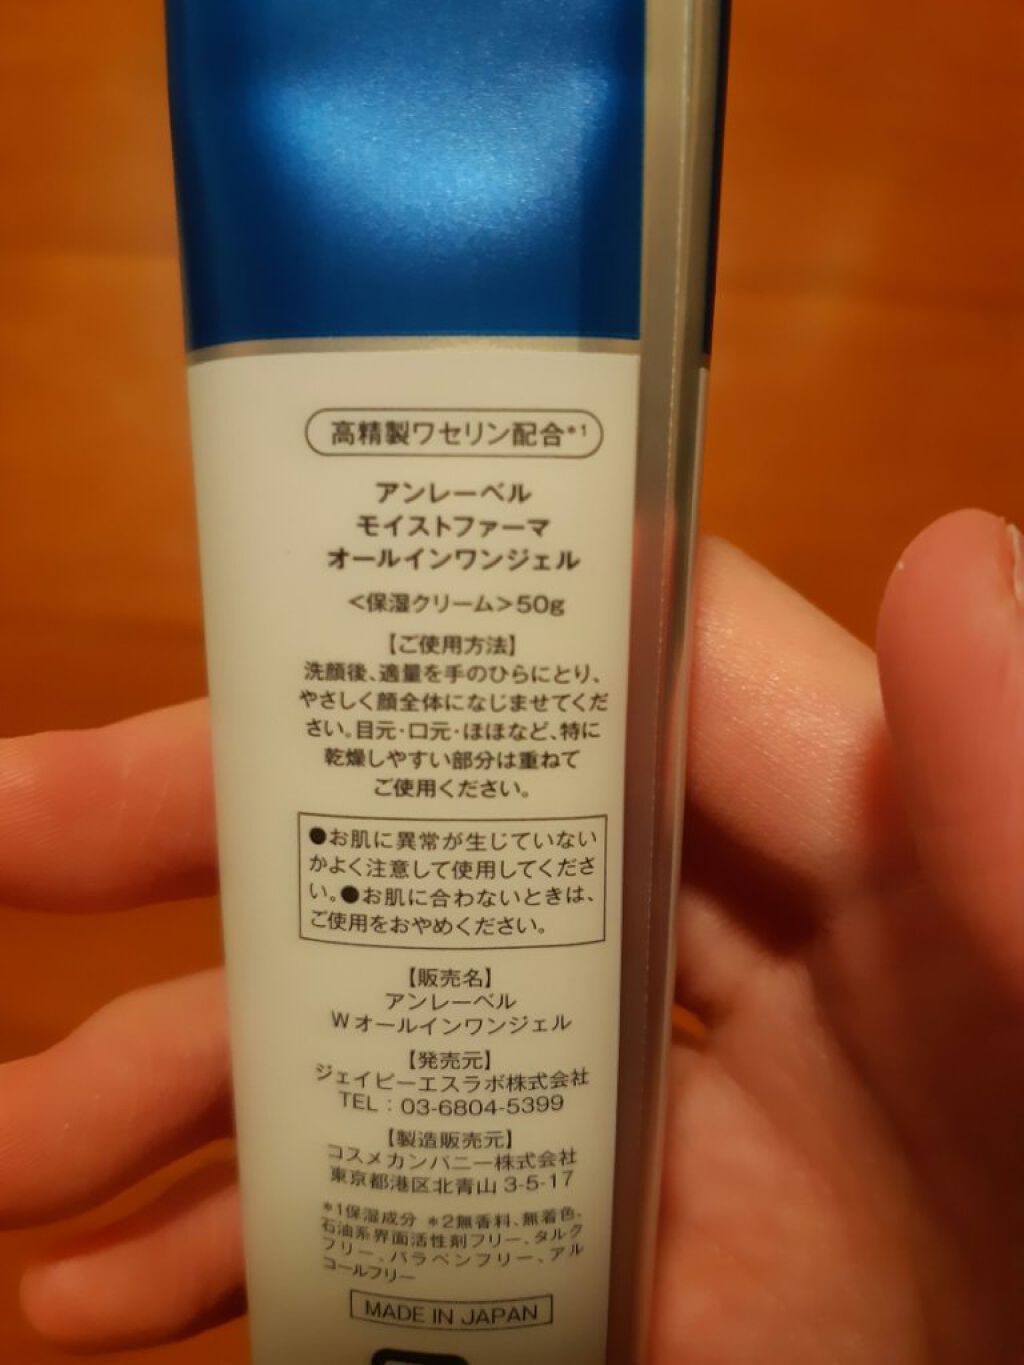 高精製ワセリン配合*1
アンレーベル
モイストファーマ
オールインワンジェル
<保湿クリーム>50g
【ご使用方法】
洗顔後、適量を手のひらにとり、
やさしく顔全体になじませてくだ
さい。目元・口元・ほほなど、特に
乾燥しやすい部分は重ねて
ご使用ください。
●お肌に異常が生じていない
かよく注意して使用してくださ
い。●お肌に合わないときは、
ご使用をおやめください。
【販売名】
アンレーベル
Wオールインワンジェル
【発売元】
ジェイピーエスラボ株式会社
TEL：03-6804-5399
【製造販売元】
コスメカンパニー株式会社
東京都港区北青山 3-5-17
*1保湿成分 *2無香料、無着色、
石油系界面活性剤フリー、タルク
フリー、パラベンフリー、アル
コールフリー
MADE IN JAPAN